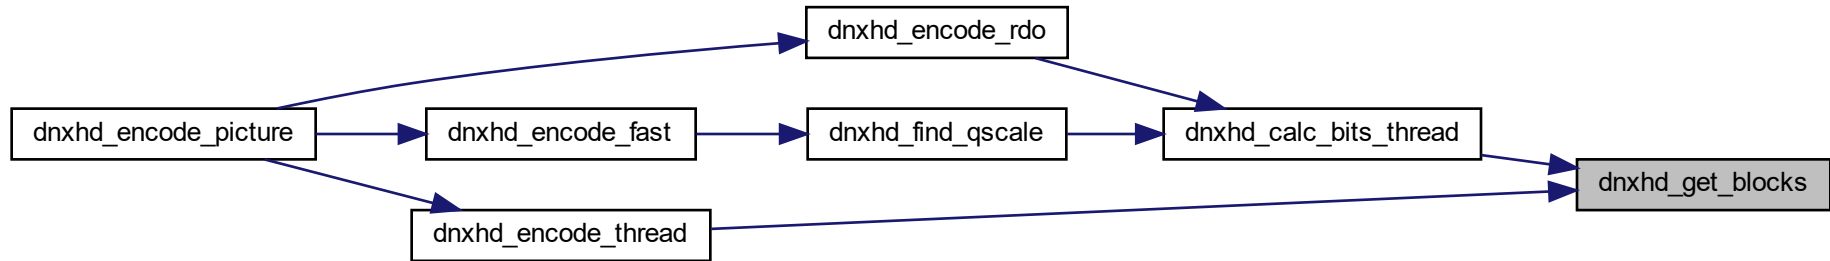 dnxhd_encode_rdo
dnxhd_encode_picture
dnxhd_encode_fast
dnxhd_find_qscale
dnxhd_calc_bits_thread
dnxhd_get_blocks
dnxhd_encode_thread